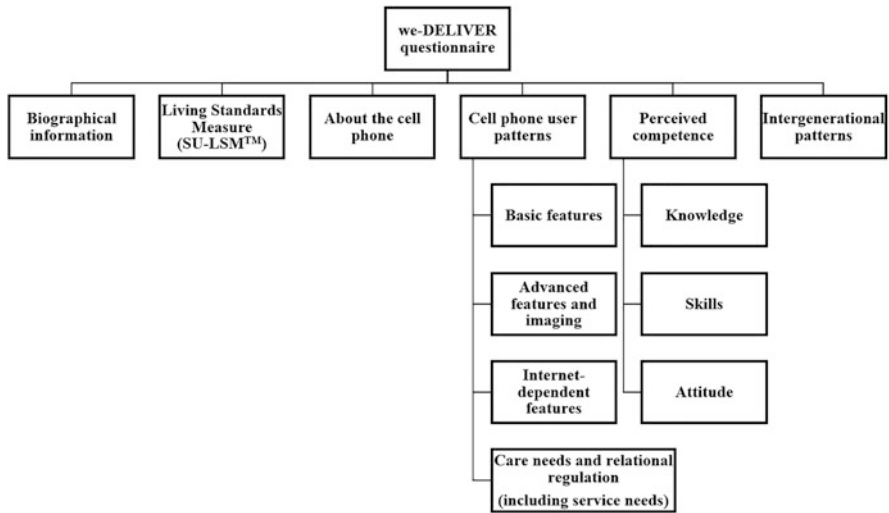 we-DELIVER
questionnaire
Biographical
information
Living Standards
Measure
(SU-LSM™)
About the cell
phone
Cell phone user
patterns
Perceived
competence
Intergenerational
patterns
Basic features
Advanced
features and
imaging
Internet-
dependent
features
Care needs and relational
regulation
(including service needs)
Knowledge
Skills
Attitude